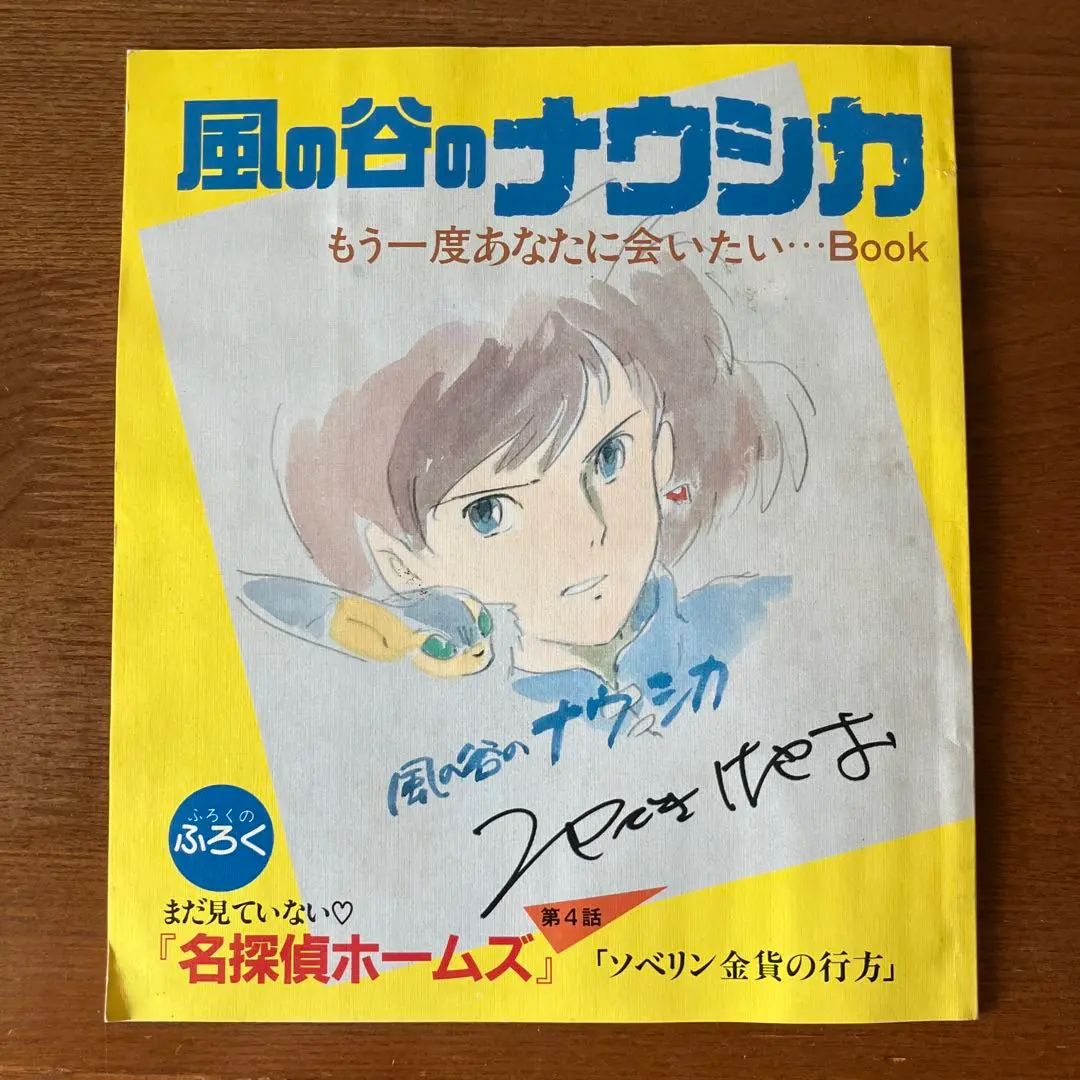 風の谷のナウシカ
もう一度あなたに会いたい…Book
風の谷のナウシカ
ふろくの
ふろく
まだ見ていない♡
第4話
『名探偵ホームズ』
「ソベリン金貨の行方」